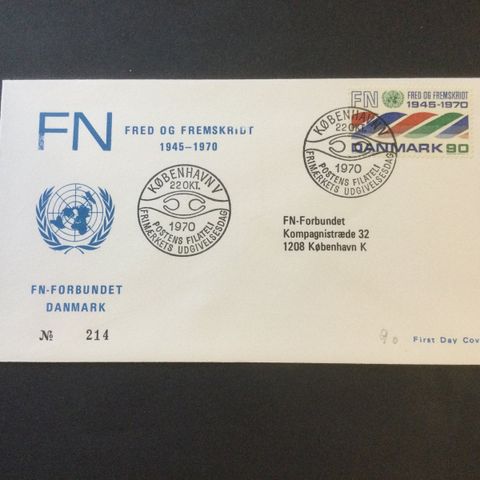 FN
FRED OG FREMSKRIDT
1945-1970
FN-FORBUNDET
DANMARK
№ 214
KØBENHAVN V
22 OKT.
1970
POSTENS FILATELI
FRIMÆRKETS UDGIVELSESDAG
FN FRED OG FREMSKRIDT
1945-1970
DANMARK 90
KØBENHAVN V
22 OKT.
1970
POSTENS FILATELI
FRIMÆRKETS UDGIVELSESDAG
FN-Forbundet
Kompagnistræde 32
1208 København K
90
First Day Cov